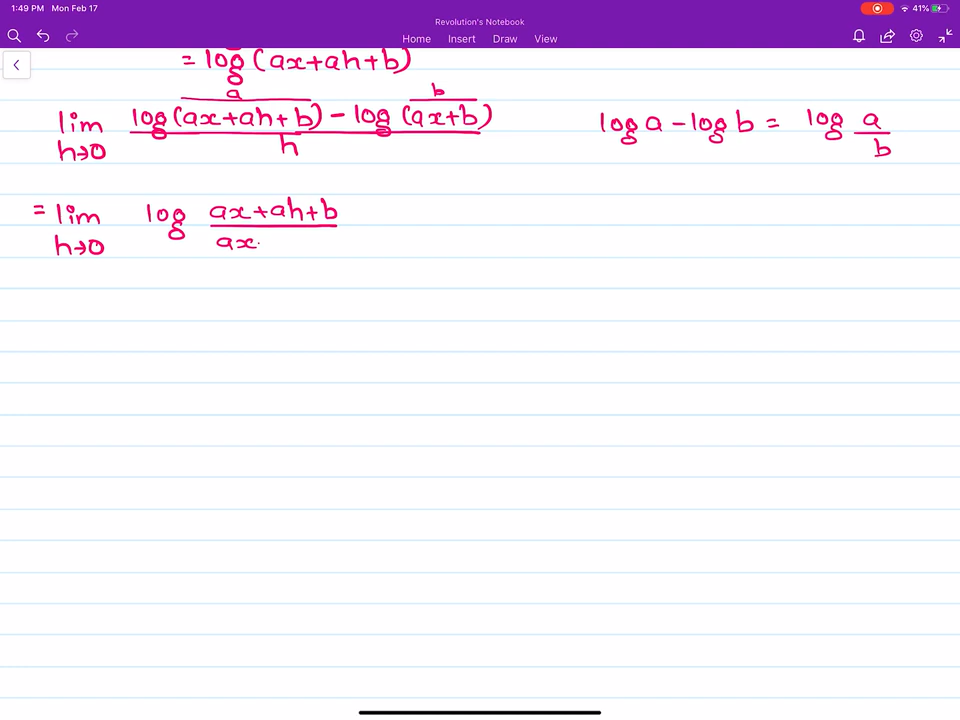 1:49 PM Mon Feb 17
41%
Revolution's Notebook
Home Insert Draw View
= log (ax+ah+b)
a b
lim h→0 log(ax+ah+b) - log (ax+b) / h
log a - log b = log a / b
= lim h→0 log ax+ah+b / ax